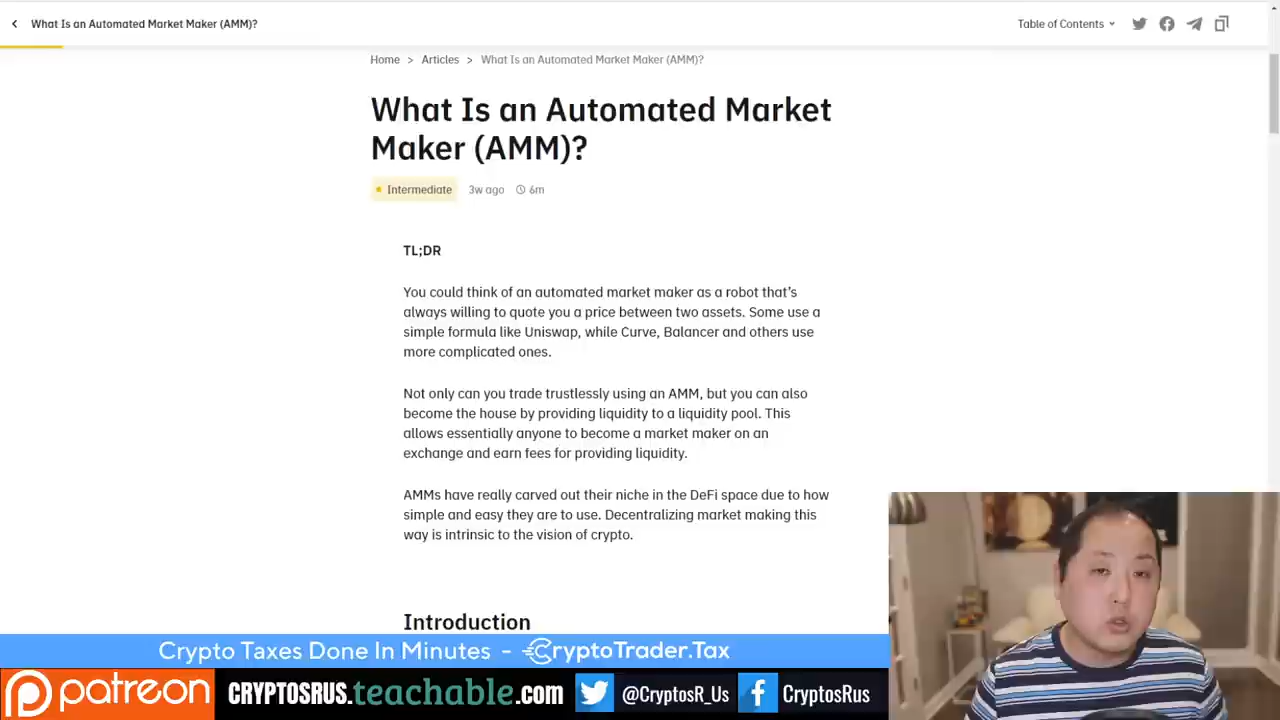 What Is an Automated Market Maker (AMM)?
Table of Contents
Home > Articles > What Is an Automated Market Maker (AMM)?
What Is an Automated Market
Maker (AMM)?
Intermediate 3w ago 6m
TL;DR
You could think of an automated market maker as a robot that's
always willing to quote you a price between two assets. Some use a
simple formula like Uniswap, while Curve, Balancer and others use
more complicated ones.
Not only can you trade trustlessly using an AMM, but you can also
become the house by providing liquidity to a liquidity pool. This
allows essentially anyone to become a market maker on an
exchange and earn fees for providing liquidity.
AMMs have really carved out their niche in the DeFi space due to how
simple and easy they are to use. Decentralizing market making this
way is intrinsic to the vision of crypto.
Introduction
Crypto Taxes Done In Minutes - CryptoTrader.Tax
patreon CRYPTOSRUS.teachable.com @CryptosR_Us CryptosRus